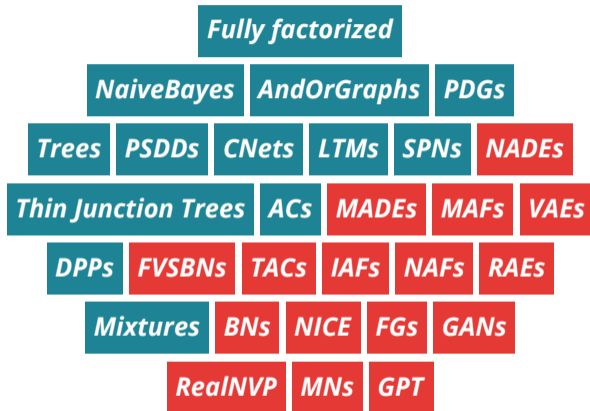 Fully factorized
NaiveBayes AndOrGraphs PDGs
Trees PSDDs CNets LTMs SPNs NADEs
Thin Junction Trees ACs MADEs MAFs VAEs
DPPs FVSBNs TACs IAFs NAFs RAEs
Mixtures BNs NICE FGs GANs
RealNVP MNs GPT